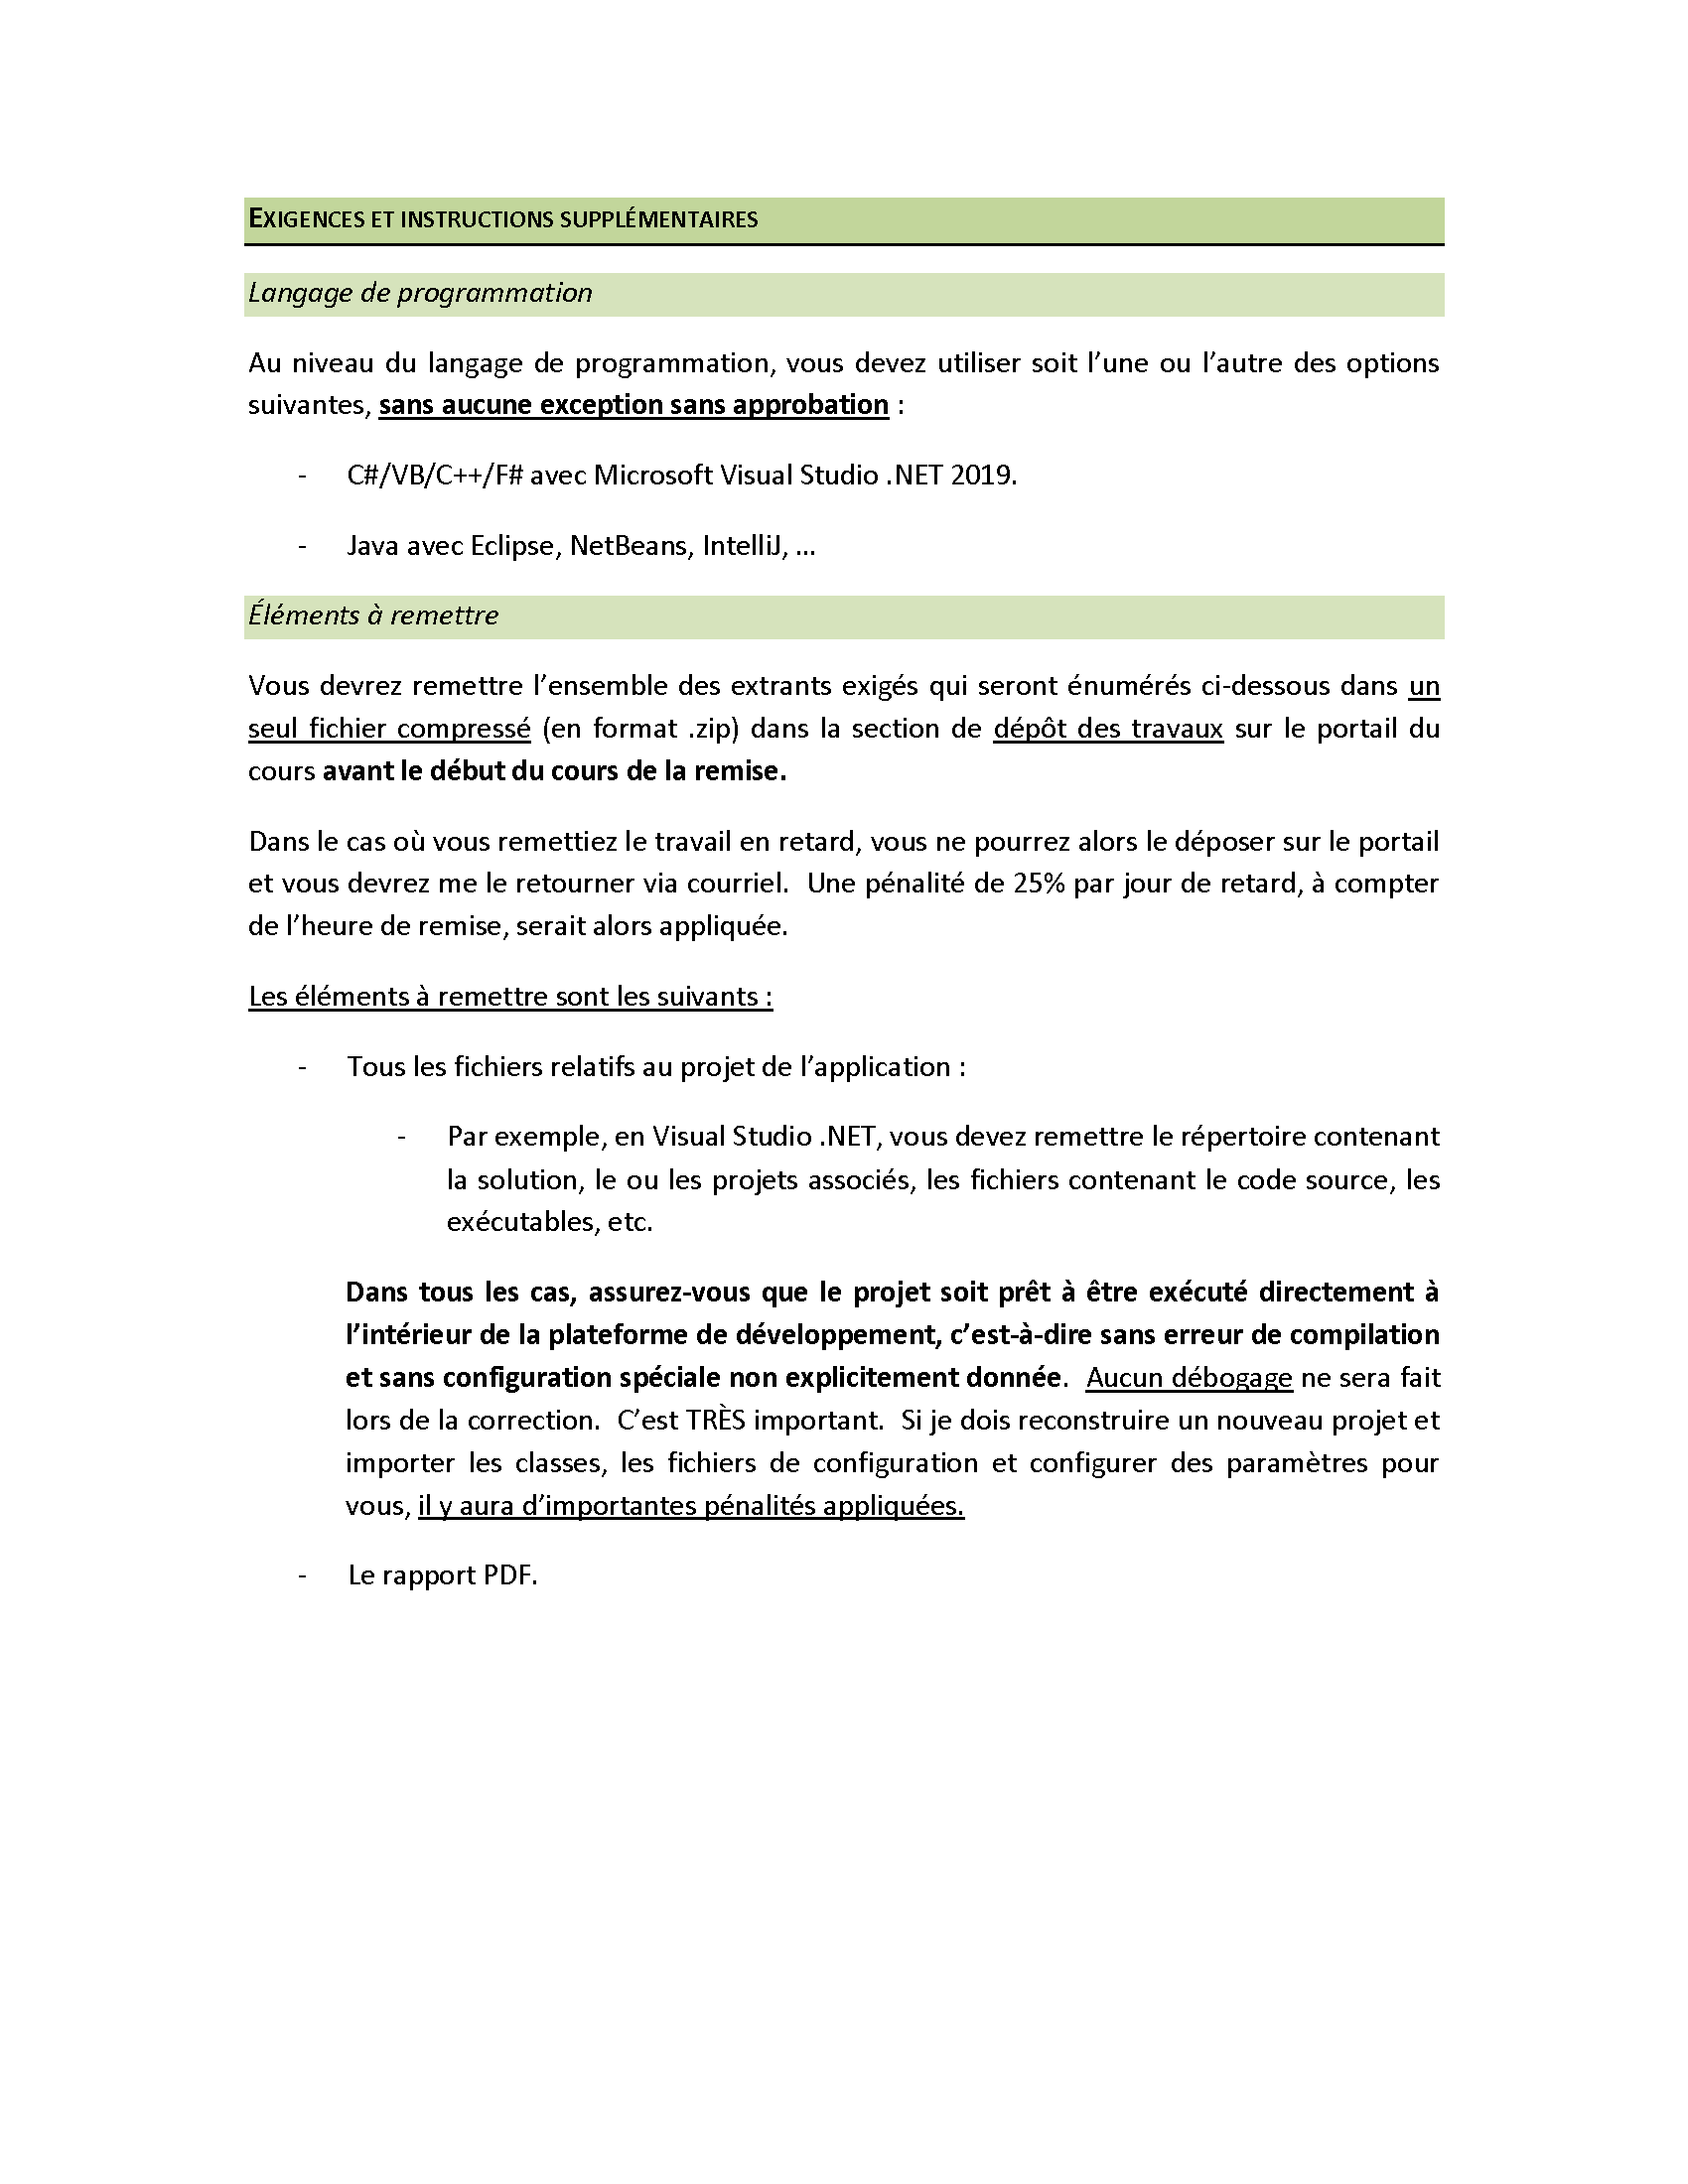 EXIGENCES ET INSTRUCTIONS SUPPLÉMENTAIRES
Langage de programmation
Au niveau du langage de programmation, vous devez utiliser soit l’une ou l’autre des options
suivantes, sans aucune exception sans approbation :
- C#/VB/C++/F# avec Microsoft Visual Studio .NET 2019.
- Java avec Eclipse, NetBeans, IntelliJ, …
Éléments à remettre
Vous devrez remettre l’ensemble des extrants exigés qui seront énumérés ci-dessous dans un
seul fichier compressé (en format .zip) dans la section de dépôt des travaux sur le portail du
cours avant le début du cours de la remise.
Dans le cas où vous remettiez le travail en retard, vous ne pourrez alors le déposer sur le portail
et vous devrez me le retourner via courriel.  Une pénalité de 25% par jour de retard, à compter
de l’heure de remise, serait alors appliquée.
Les éléments à remettre sont les suivants :
- Tous les fichiers relatifs au projet de l’application :
- Par exemple, en Visual Studio .NET, vous devez remettre le répertoire contenant
la solution, le ou les projets associés, les fichiers contenant le code source, les
exécutables, etc.
Dans tous les cas, assurez-vous que le projet soit prêt à être exécuté directement à
l’intérieur de la plateforme de développement, c’est-à-dire sans erreur de compilation
et sans configuration spéciale non explicitement donnée.  Aucun débogage ne sera fait
lors de la correction.  C’est TRÈS important.  Si je dois reconstruire un nouveau projet et
importer les classes, les fichiers de configuration et configurer des paramètres pour
vous, il y aura d’importantes pénalités appliquées.
- Le rapport PDF.